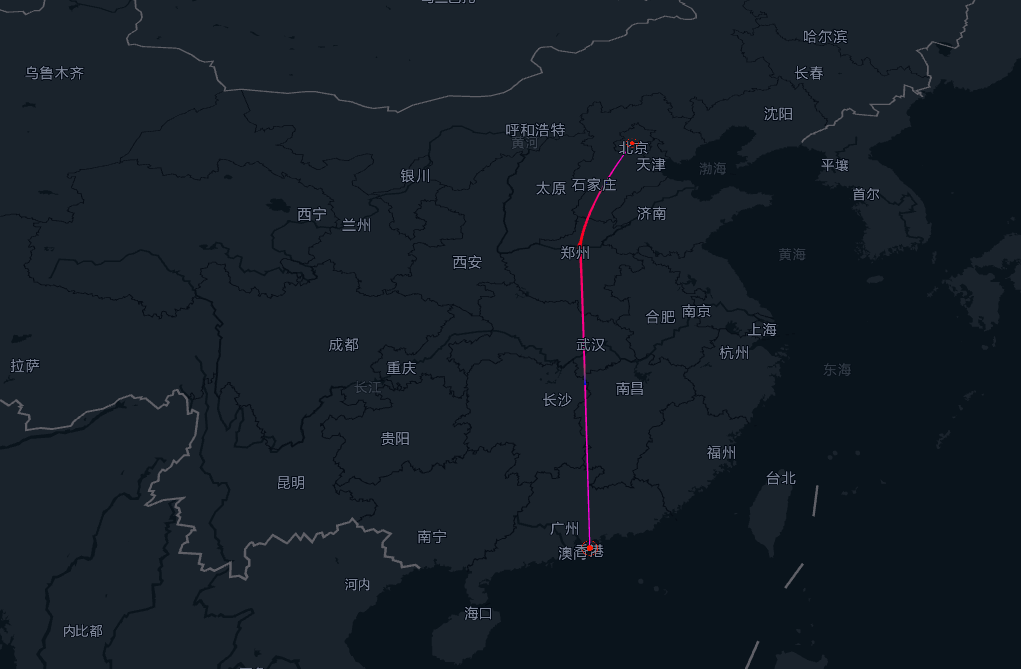 哈尔滨
乌鲁木齐
长春
沈阳
呼和浩特
黄河
北京
天津
平壤
渤海
银川
太原
石家庄
首尔
西宁
济南
兰州
郑州
黄海
西安
合肥
南京
上海
成都
武汉
杭州
拉萨
重庆
东海
长江
南昌
长沙
贵阳
福州
台北
昆明
广州
南宁
澳门
香港
河内
海口
内比都